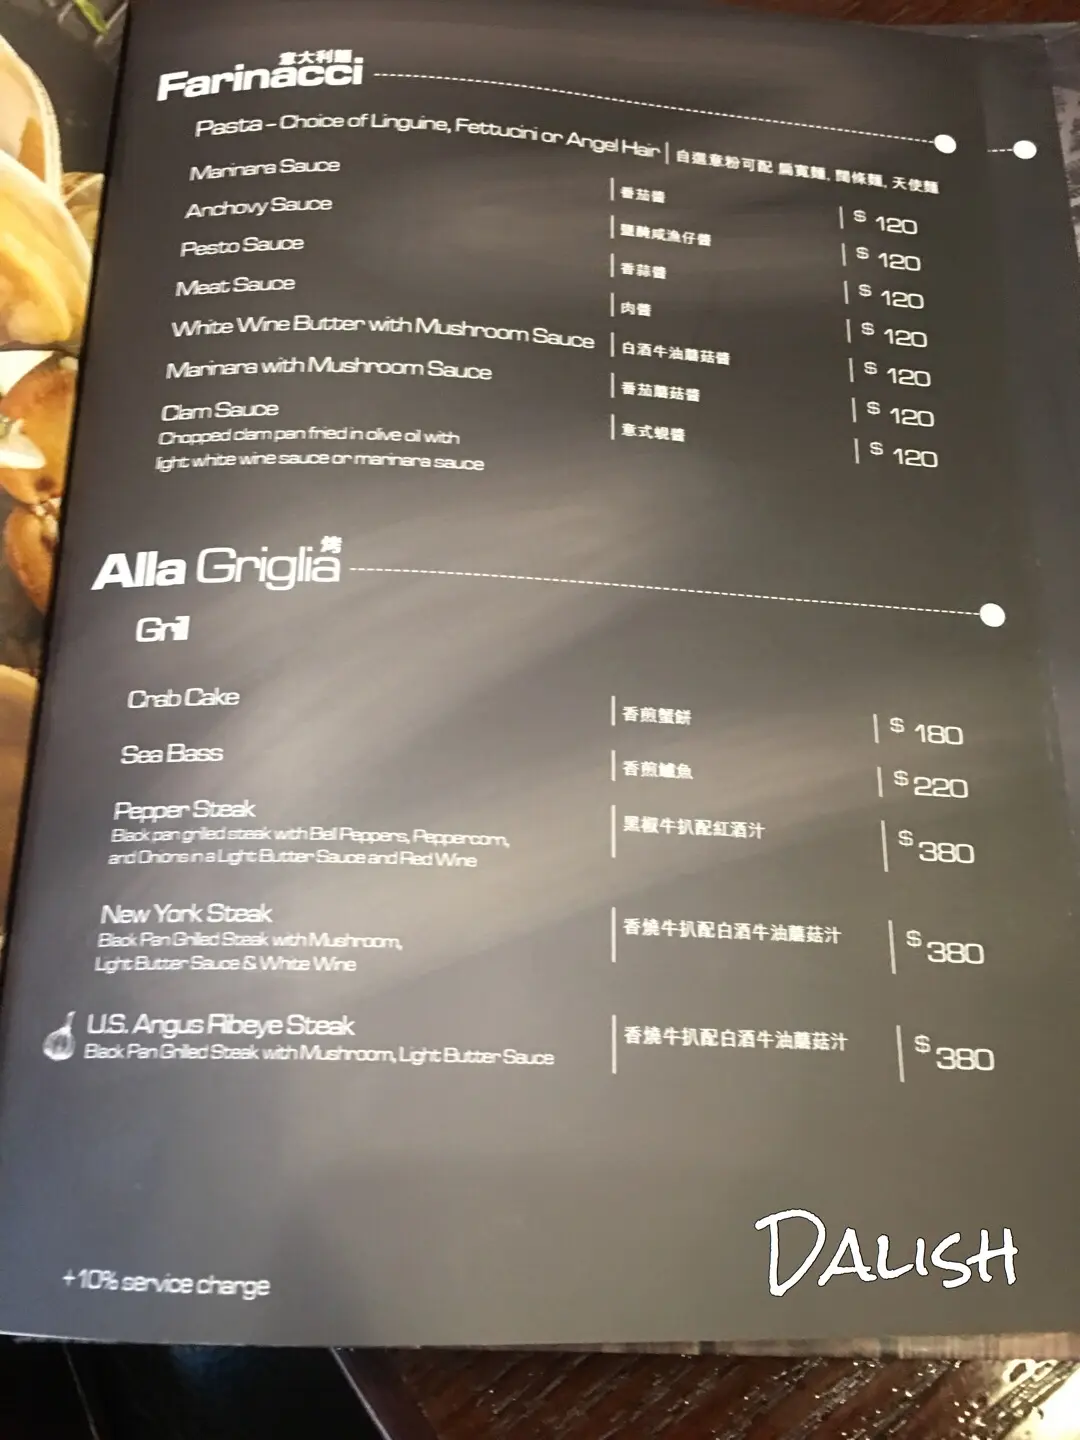 意大利麵
Farinacci
Pasta - Choice of Linguine, Fettucini or Angel Hair | 自選意粉可配 扁寬麵, 闊條麵, 天使麵
Marinara Sauce | 番茄醬 | $ 120
Anchovy Sauce | 鹽醃咸漁仔醬 | $ 120
Pesto Sauce | 香蒜醬 | $ 120
Meat Sauce | 肉醬 | $ 120
White Wine Butter with Mushroom Sauce | 白酒牛油蘑菇醬 | $ 120
Marinara with Mushroom Sauce | 番茄蘑菇醬 | $ 120
Clam Sauce | 意式蜆醬 | $ 120
Chopped clam pan fried in olive oil with
light white wine sauce or marinara sauce
烤
Alla Griglia
Grill
Crab Cake | 香煎蟹餅 | $ 180
Sea Bass | 香煎鱸魚 | $ 220
Pepper Steak | 黑椒牛扒配紅酒汁 | $ 380
Black pan grilled steak with Bell Peppers, Peppercorn,
and Onions in a Light Butter Sauce and Red Wine
New York Steak | 香燒牛扒配白酒牛油蘑菇汁 | $ 380
Black Pan Grilled Steak with Mushroom,
Light Butter Sauce & White Wine
U.S. Angus Ribeye Steak | 香燒牛扒配白酒牛油蘑菇汁 | $ 380
Black Pan Grilled Steak with Mushroom, Light Butter Sauce
+10% service change
DALISH